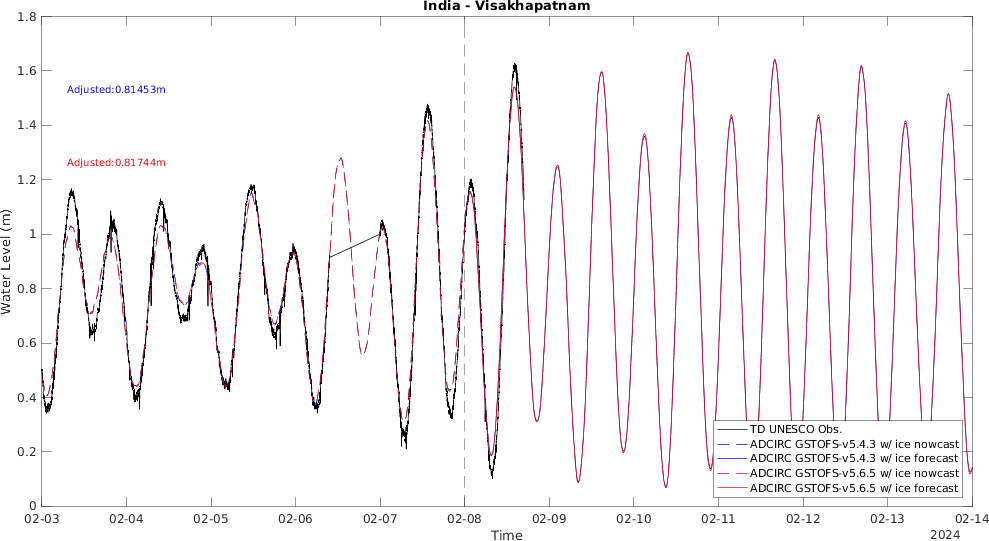 India - Visakhapatnam
1.8
1.6
1.4
1.2
1
0.8
0.6
0.4
0.2
0
Water Level (m)
Adjusted:0.81453m
Adjusted:0.81744m
TD UNESCO Obs.
ADCIRC GSTOFS-v5.4.3 w/ ice nowcast
ADCIRC GSTOFS-v5.4.3 w/ ice forecast
ADCIRC GSTOFS-v5.6.5 w/ ice nowcast
ADCIRC GSTOFS-v5.6.5 w/ ice forecast
02-03 02-04 02-05 02-06 02-07 02-08 02-09 02-10 02-11 02-12 02-13 02-14
Time
2024